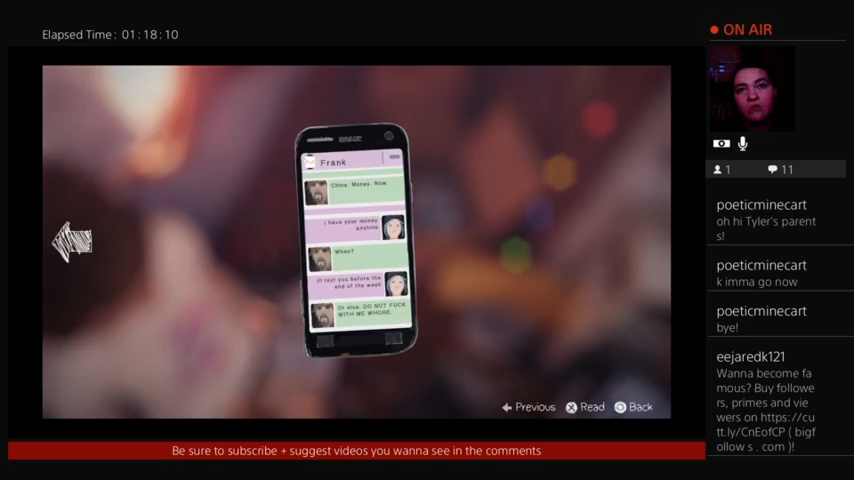 Elapsed Time: 01:18:10
ON AIR
1
11
Frank
Chloe. Money. Now.
i have your money
asshole
When?
ill text you before the
end of the week
Or else. DO NOT FUCK
WITH ME WHORE.
Previous
Read
Back
poeticminecart
oh hi Tyler's parent
s!
poeticminecart
k imma go now
poeticminecart
bye!
eejaredk121
Wanna become fa
mous? Buy followe
rs, primes and vie
wers on https://cu
tt.ly/CnEofCP ( bigf
ollow s . com )!
Be sure to subscribe + suggest videos you wanna see in the comments